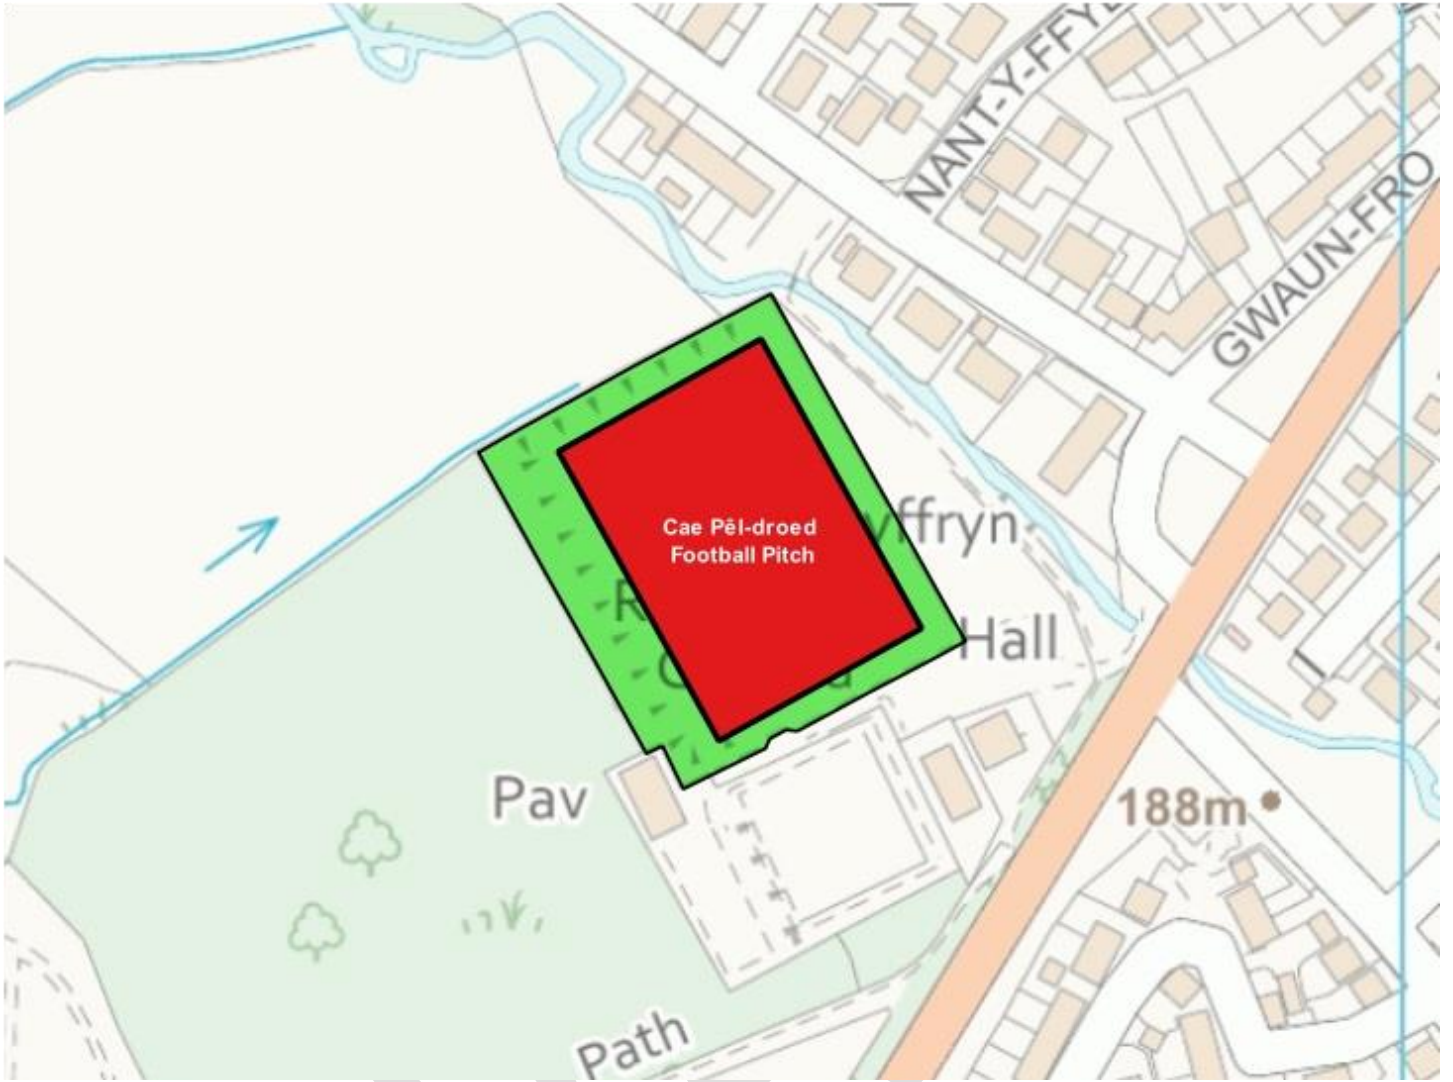 NANT-Y-FFY
GWAUN-FRO
Cae Pêl-droed
Football Pitch
yffryn
Hall
Pav
188m
Path